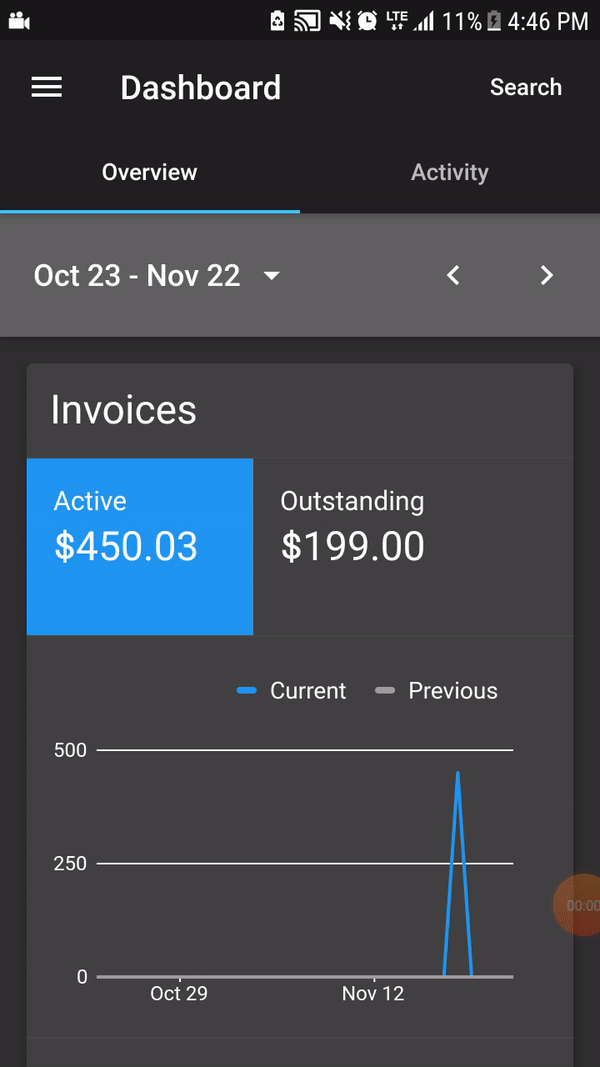 LTE 11% 4:46 PM
Dashboard Search
Overview Activity
Oct 23 - Nov 22
Invoices
Active Outstanding
$450.03 $199.00
Current Previous
500
250
00:00
0
Oct 29 Nov 12